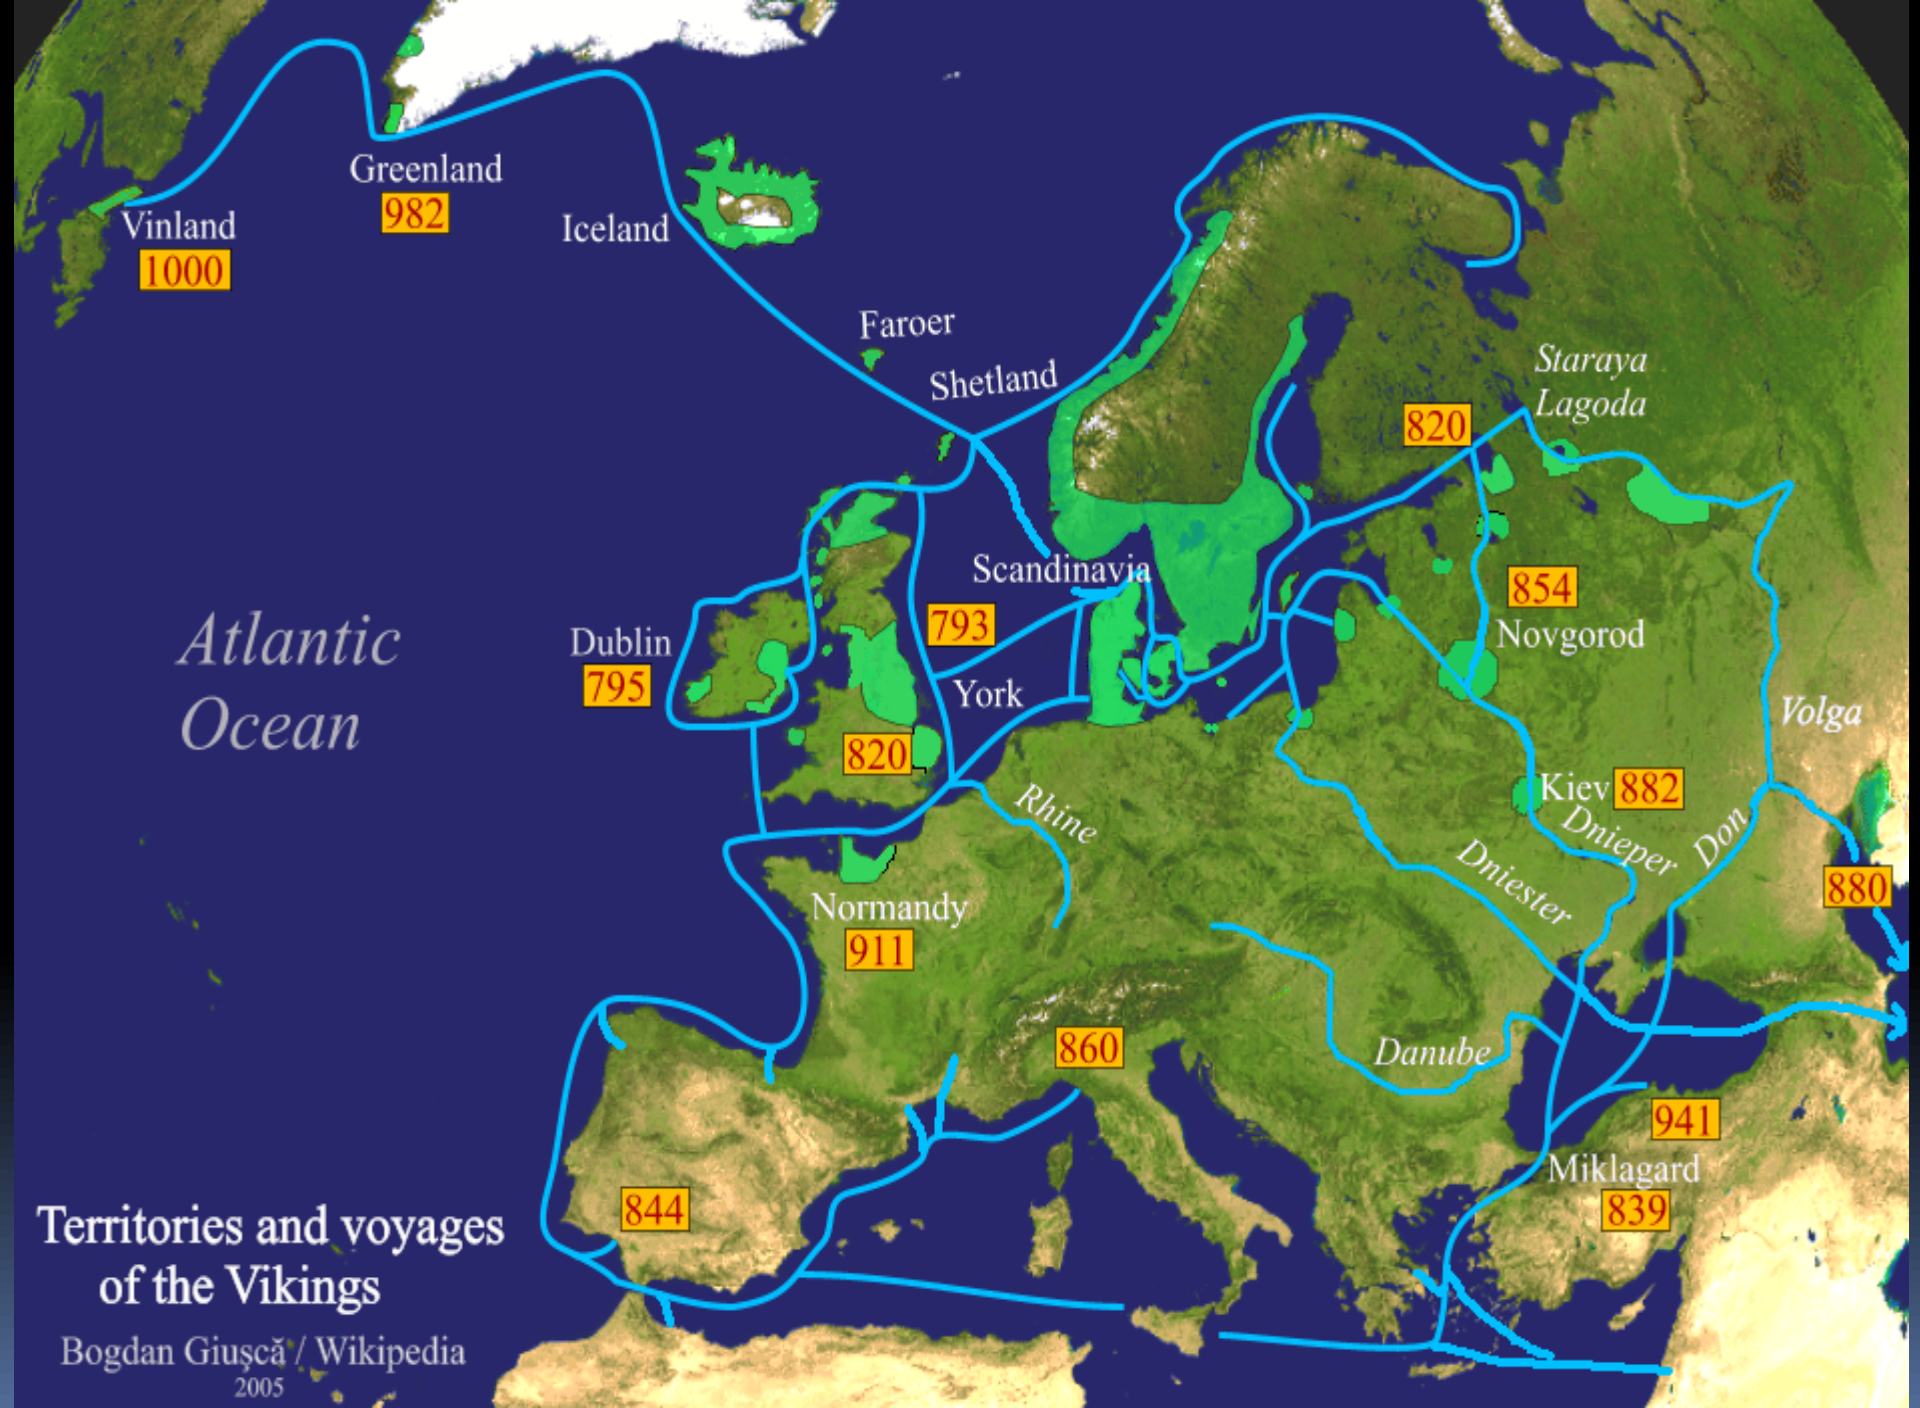 Greenland
982
Vinland
1000
Iceland
Faroer
Shetland
Staraya
Lagoda
820
Scandinavia
793
854
Novgorod
Dublin
795
York
Volga
820
Kiev 882
Rhine
Dnieper
Don
Dniester
880
Normandy
911
Atlantic
Ocean
860
Danube
941
Miklagard
839
844
Territories and voyages
of the Vikings
Bogdan Giuşcă / Wikipedia
2005